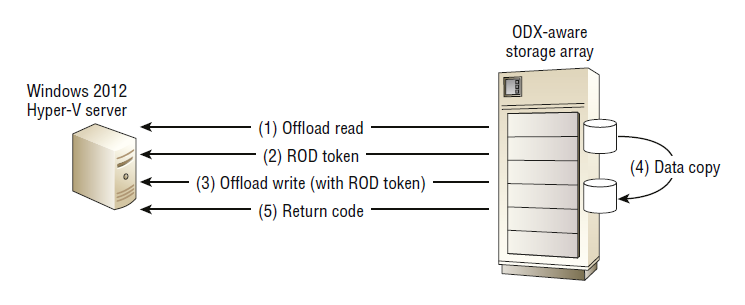 ODX-aware
storage array
Windows 2012
Hyper-V server
(1) Offload read
(2) ROD token
(3) Offload write (with ROD token)
(4) Data copy
(5) Return code